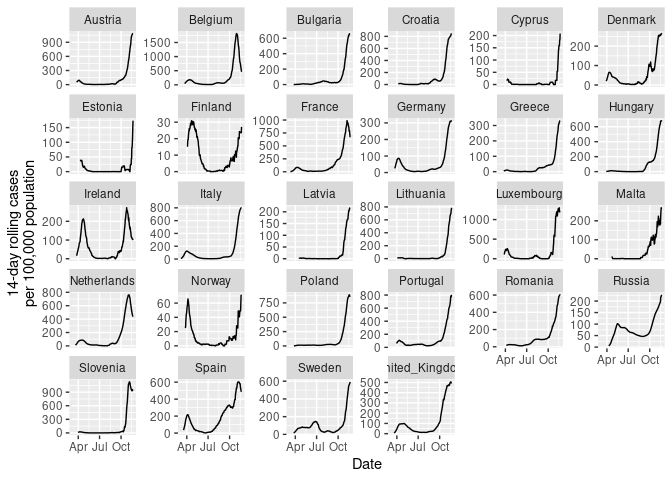 Austria Belgium Bulgaria Croatia Cyprus Denmark
900 600 300 0
1500 1000 500 0
600 400 200 0
800 600 400 200 0
200 150 100 50 0
200 100 0
Estonia Finland France Germany Greece Hungary
150 100 50 0
30 20 10 0
1000 750 500 250 0
300 200 100 0
300 200 100 0
600 400 200 0
Ireland Italy Latvia Lithuania Luxembourg Malta
200 100 0
800 600 400 200 0
200 150 100 50 0
800 600 400 200 0
1000 500 0
200 100 0
Netherlands Norway Poland Portugal Romania Russia
800 600 400 200 0
60 40 20 0
750 500 250 0
800 600 400 200 0
600 400 200 0
200 150 100 50 0
Apr Jul Oct Apr Jul Oct
Slovenia Spain Sweden nited_Kingdo
900 600 300 0
600 400 200 0
600 400 200 0
500 400 300 200 100 0
Apr Jul Oct Apr Jul Oct Apr Jul Oct Apr Jul Oct
Date
14-day rolling cases
per 100,000 population